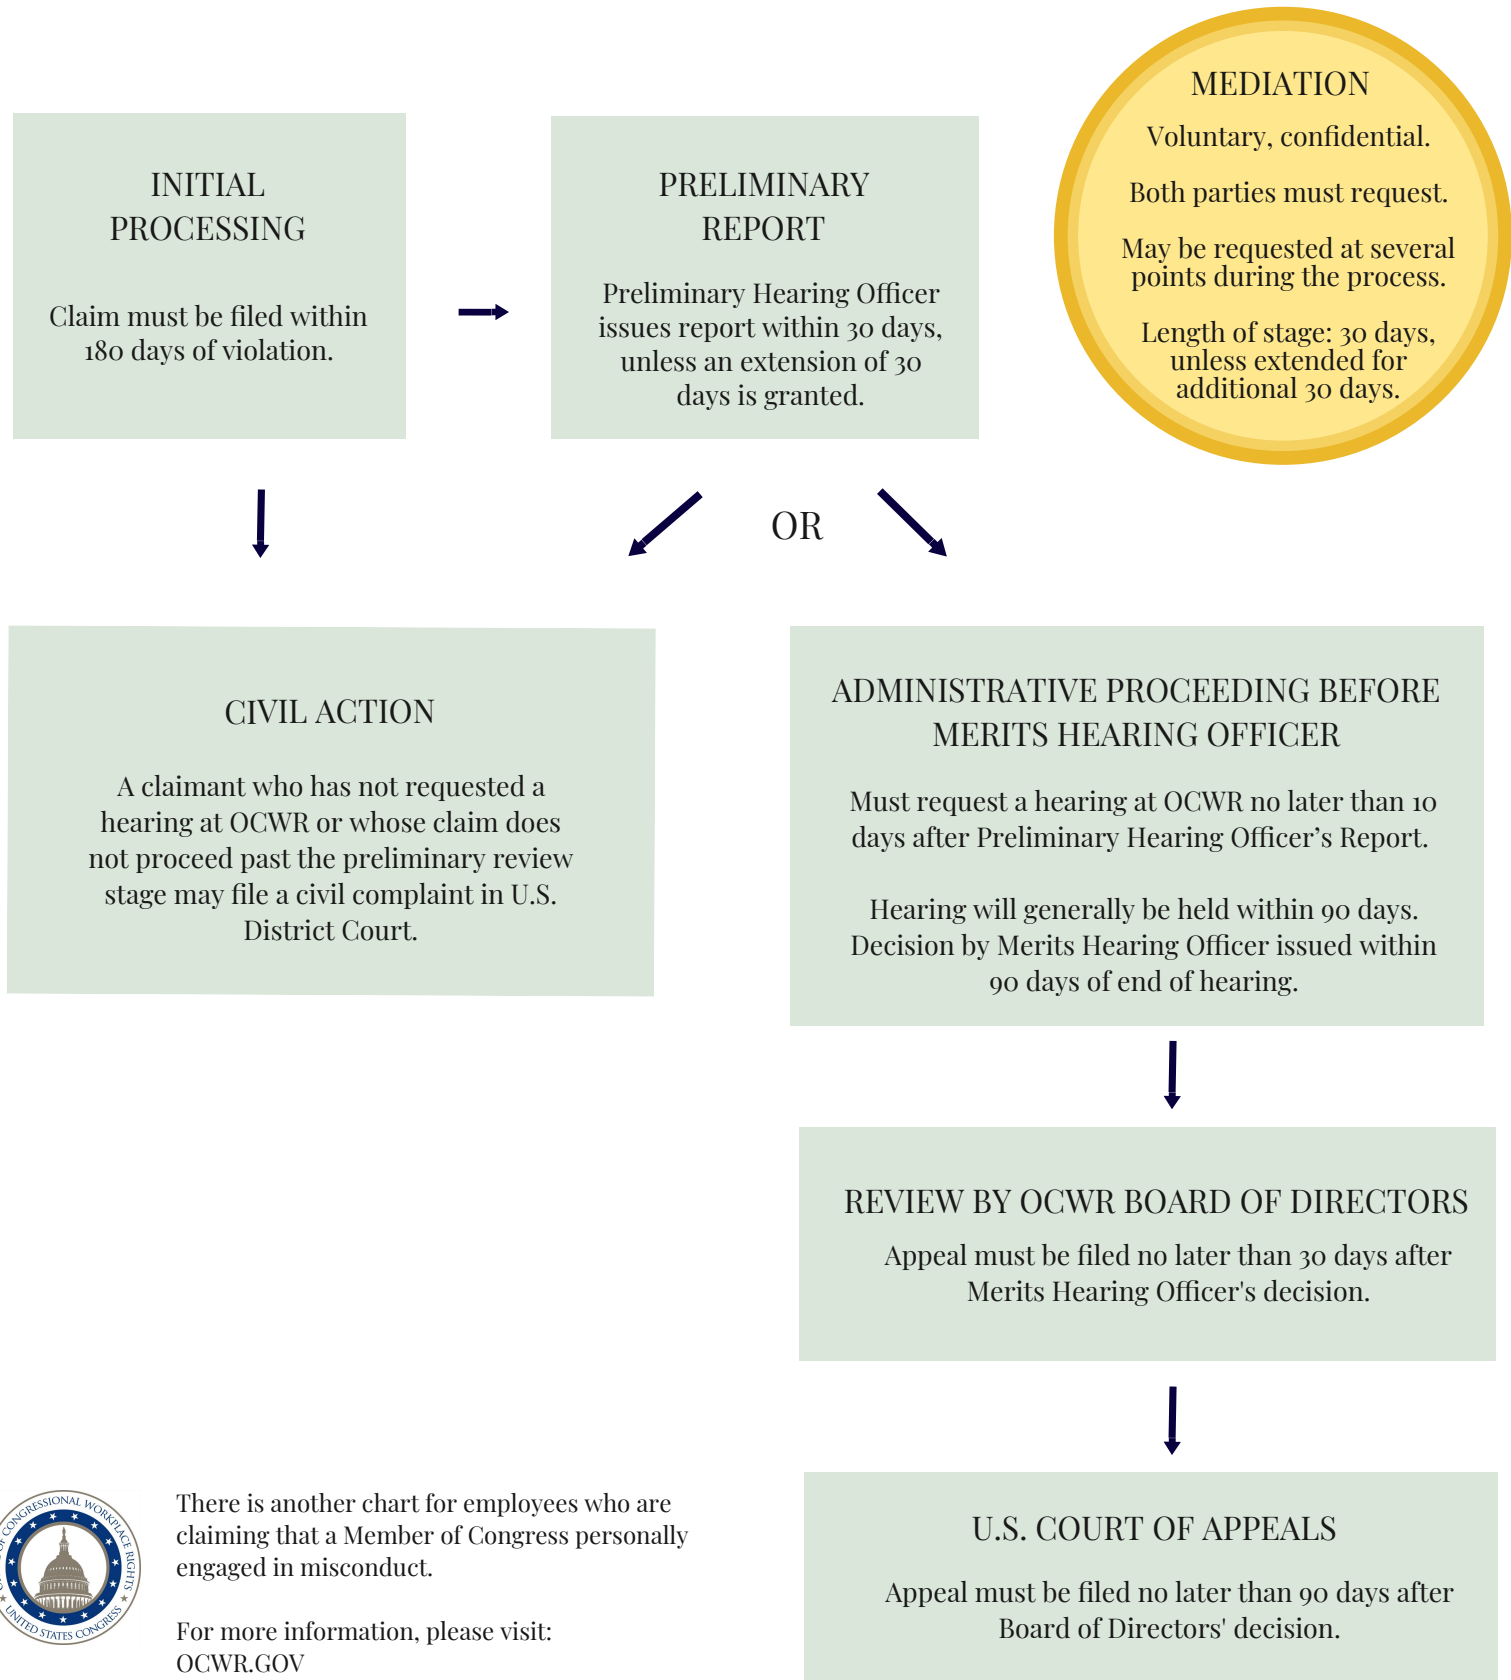 INITIAL
PROCESSING
Claim must be filed within
180 days of violation.
PRELIMINARY
REPORT
Preliminary Hearing Officer
issues report within 30 days,
unless an extension of 30
days is granted.
MEDIATION
Voluntary, confidential.
Both parties must request.
May be requested at several
points during the process.
Length of stage: 30 days,
unless extended for
additional 30 days.
OR
CIVIL ACTION
A claimant who has not requested a
hearing at OCWR or whose claim does
not proceed past the preliminary review
stage may file a civil complaint in U.S.
District Court.
ADMINISTRATIVE PROCEEDING BEFORE
MERITS HEARING OFFICER
Must request a hearing at OCWR no later than 10
days after Preliminary Hearing Officer’s Report.
Hearing will generally be held within 90 days.
Decision by Merits Hearing Officer issued within
90 days of end of hearing.
REVIEW BY OCWR BOARD OF DIRECTORS
Appeal must be filed no later than 30 days after
Merits Hearing Officer's decision.
U.S. COURT OF APPEALS
Appeal must be filed no later than 90 days after
Board of Directors' decision.
CONGRESSIONAL WORKPLACE RIGHTS
UNITED STATES CONGRESS
There is another chart for employees who are
claiming that a Member of Congress personally
engaged in misconduct.
For more information, please visit:
OCWR.GOV